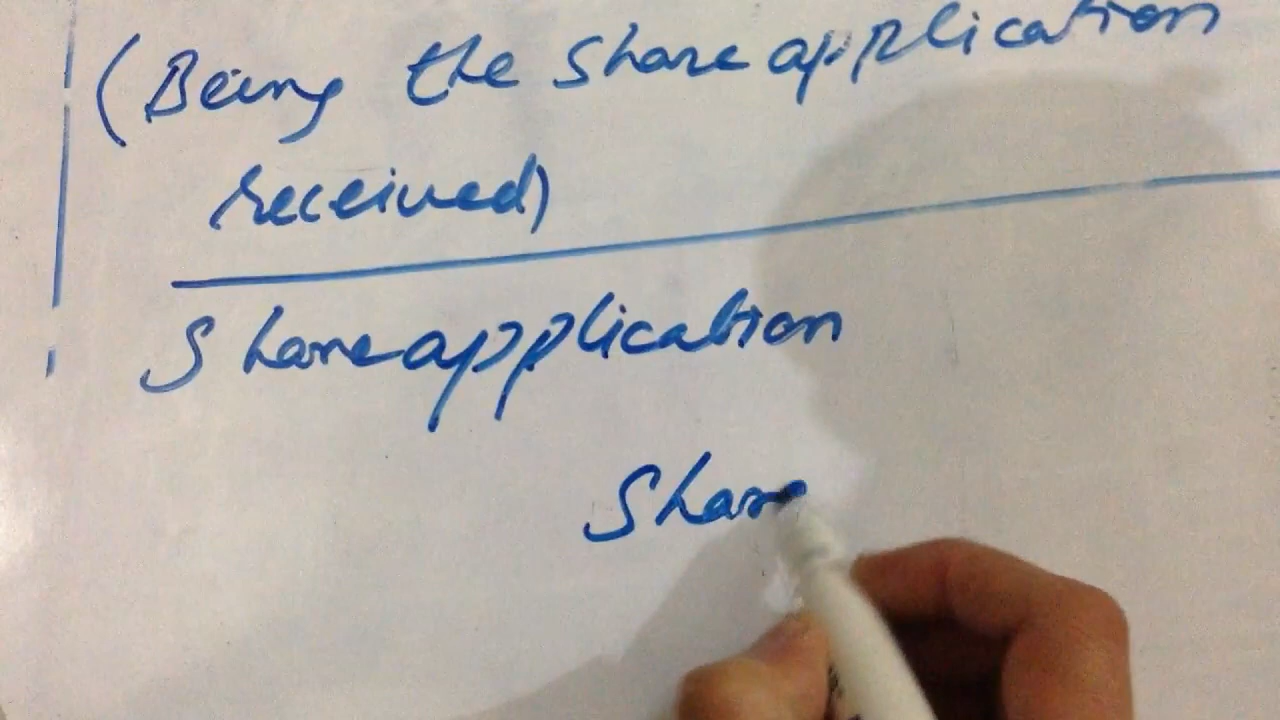 (Being the Share application
received)
Share application
Share